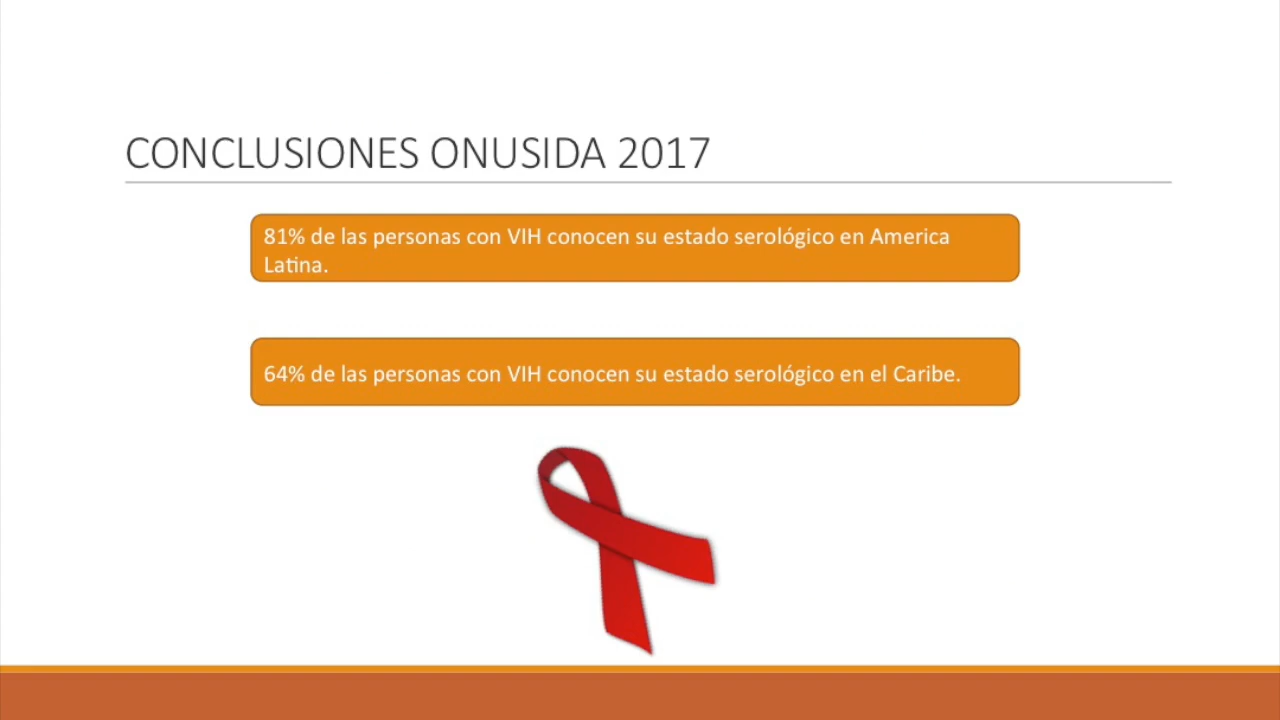 CONCLUSIONES ONUSIDA 2017
81% de las personas con VIH conocen su estado serológico en America
Latina.
64% de las personas con VIH conocen su estado serológico en el Caribe.